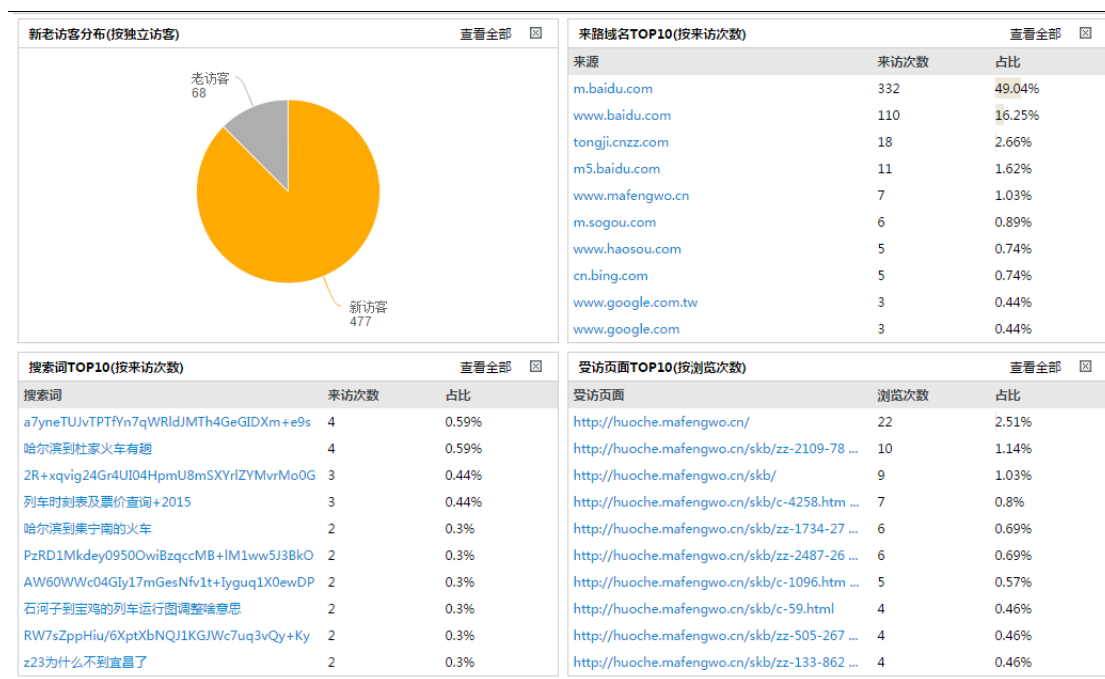 新老访客分布(按独立访客) 查看全部
老访客
68
新访客
477
来路域名TOP10(按来访次数) 查看全部
来源 来访次数 占比
m.baidu.com 332 49.04%
www.baidu.com 110 16.25%
tongji.cnzz.com 18 2.66%
m5.baidu.com 11 1.62%
www.mafengwo.cn 7 1.03%
m.sogou.com 6 0.89%
www.haosou.com 5 0.74%
cn.bing.com 5 0.74%
www.google.com.tw 3 0.44%
www.google.com 3 0.44%
搜索词TOP10(按来访次数) 查看全部
搜索词 来访次数 占比
a7yneTUJvTPTfYn7qWRldJMTh4GeGIDXm+e9s 4 0.59%
哈尔滨到杜家火车有趟 4 0.59%
2R+xqvig24Gr4UI04HpmU8mSXYrlZYMvrMo0G 3 0.44%
列车时刻表及票价查询+2015 3 0.44%
哈尔滨到集宁南的火车 2 0.3%
PzRD1Mkdey0950OwiBzqccMB+lM1ww5J3BkO 2 0.3%
AW60WWc04GIy17mGesNfv1t+Iyguq1X0ewDP 2 0.3%
石河子到宝鸡的列车运行图调整啥意思 2 0.3%
RW7sZppHiu/6XptXbNQJ1KGJWc7uq3vQy+Ky 2 0.3%
z23为什么不到宜昌了 2 0.3%
受访页面TOP10(按浏览次数) 查看全部
受访页面 浏览次数 占比
http://huoche.mafengwo.cn/ 22 2.51%
http://huoche.mafengwo.cn/skb/zz-2109-78 ... 10 1.14%
http://huoche.mafengwo.cn/skb/ 9 1.03%
http://huoche.mafengwo.cn/skb/c-4258.htm ... 7 0.8%
http://huoche.mafengwo.cn/skb/zz-1734-27 ... 6 0.69%
http://huoche.mafengwo.cn/skb/zz-2487-26 ... 6 0.69%
http://huoche.mafengwo.cn/skb/c-1096.htm ... 5 0.57%
http://huoche.mafengwo.cn/skb/c-59.html 4 0.46%
http://huoche.mafengwo.cn/skb/zz-505-267 ... 4 0.46%
http://huoche.mafengwo.cn/skb/zz-133-862 ... 4 0.46%